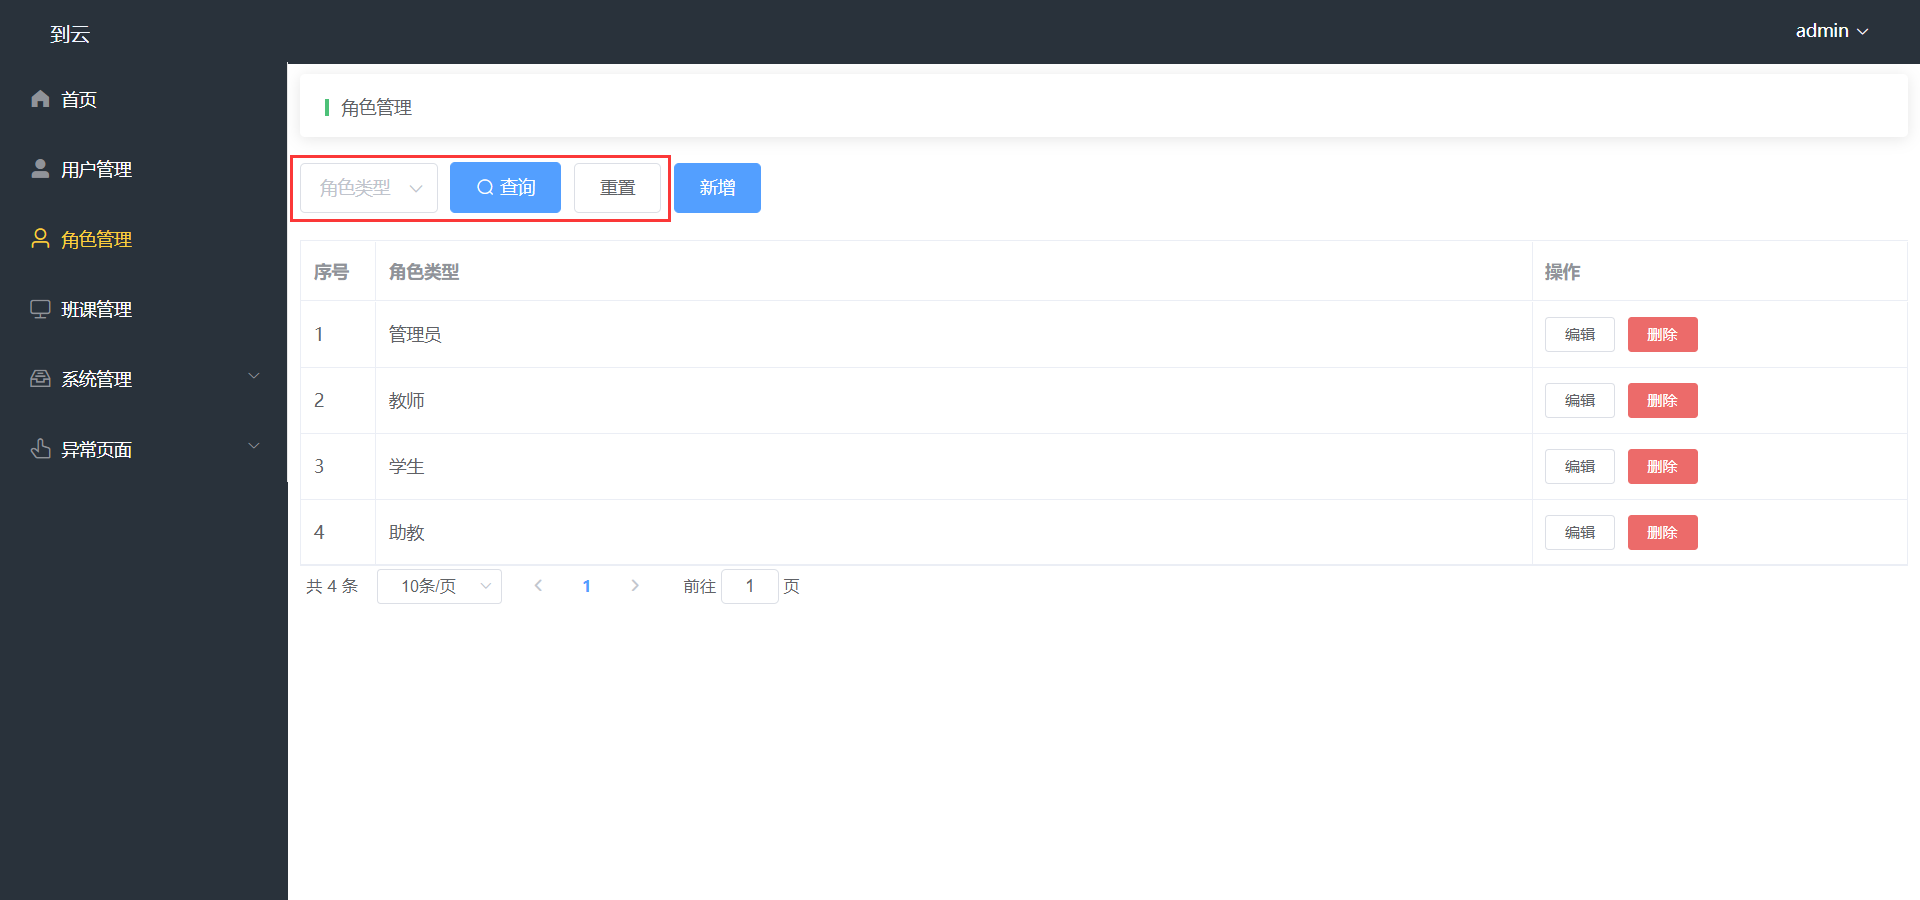 到云
admin
首页
用户管理
角色管理
班课管理
系统管理
异常页面
角色管理
角色类型 查询 重置 新增
序号 角色类型 操作
1 管理员 编辑 删除
2 教师 编辑 删除
3 学生 编辑 删除
4 助教 编辑 删除
共 4 条 10条/页 1 前往 1 页